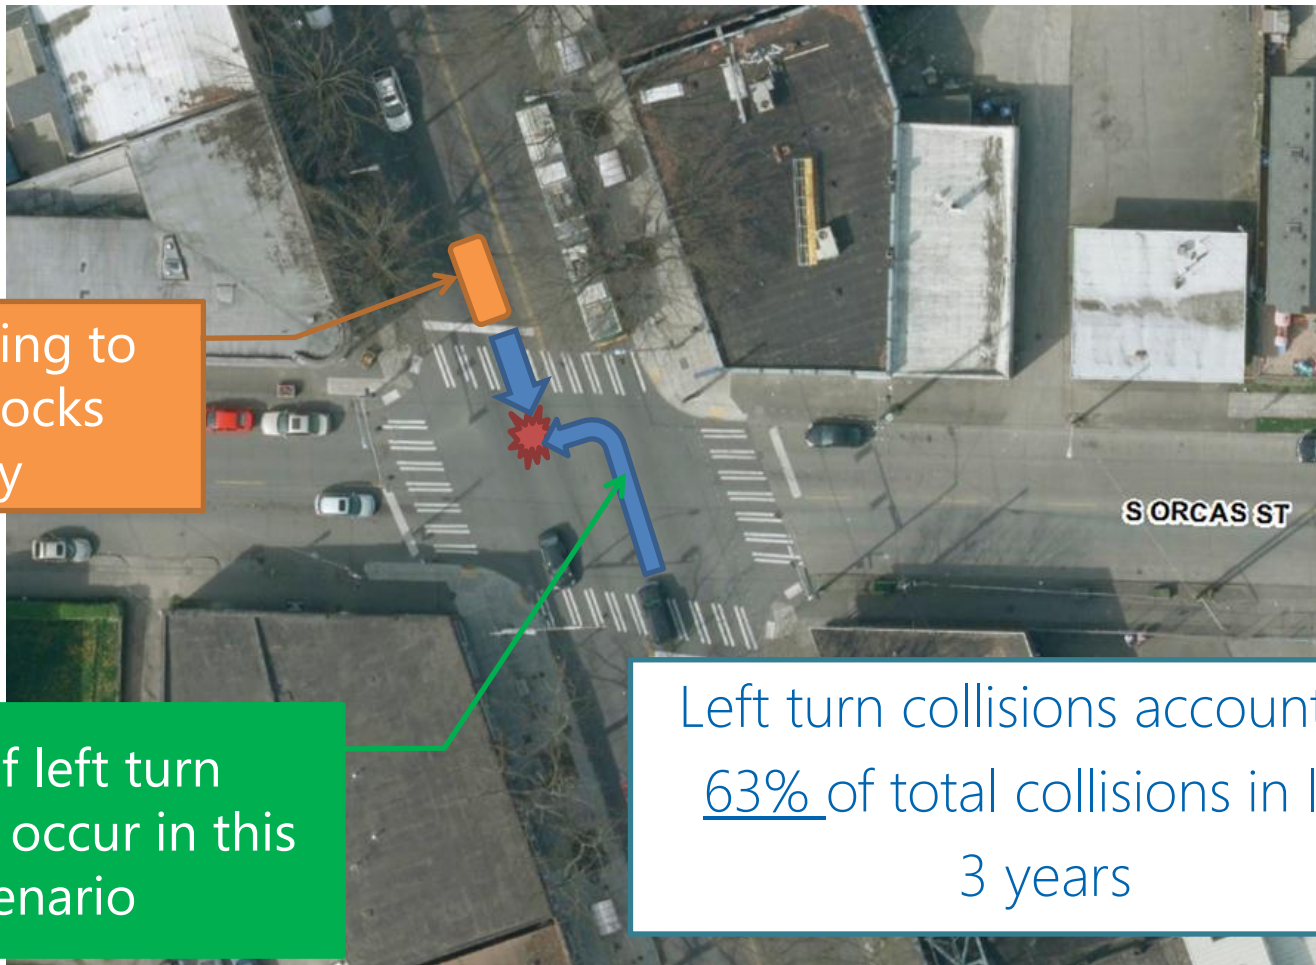 ing to
ocks
y
S ORCAS ST
f left turn
occur in this
enario
Left turn collisions account
63% of total collisions in l
3 years